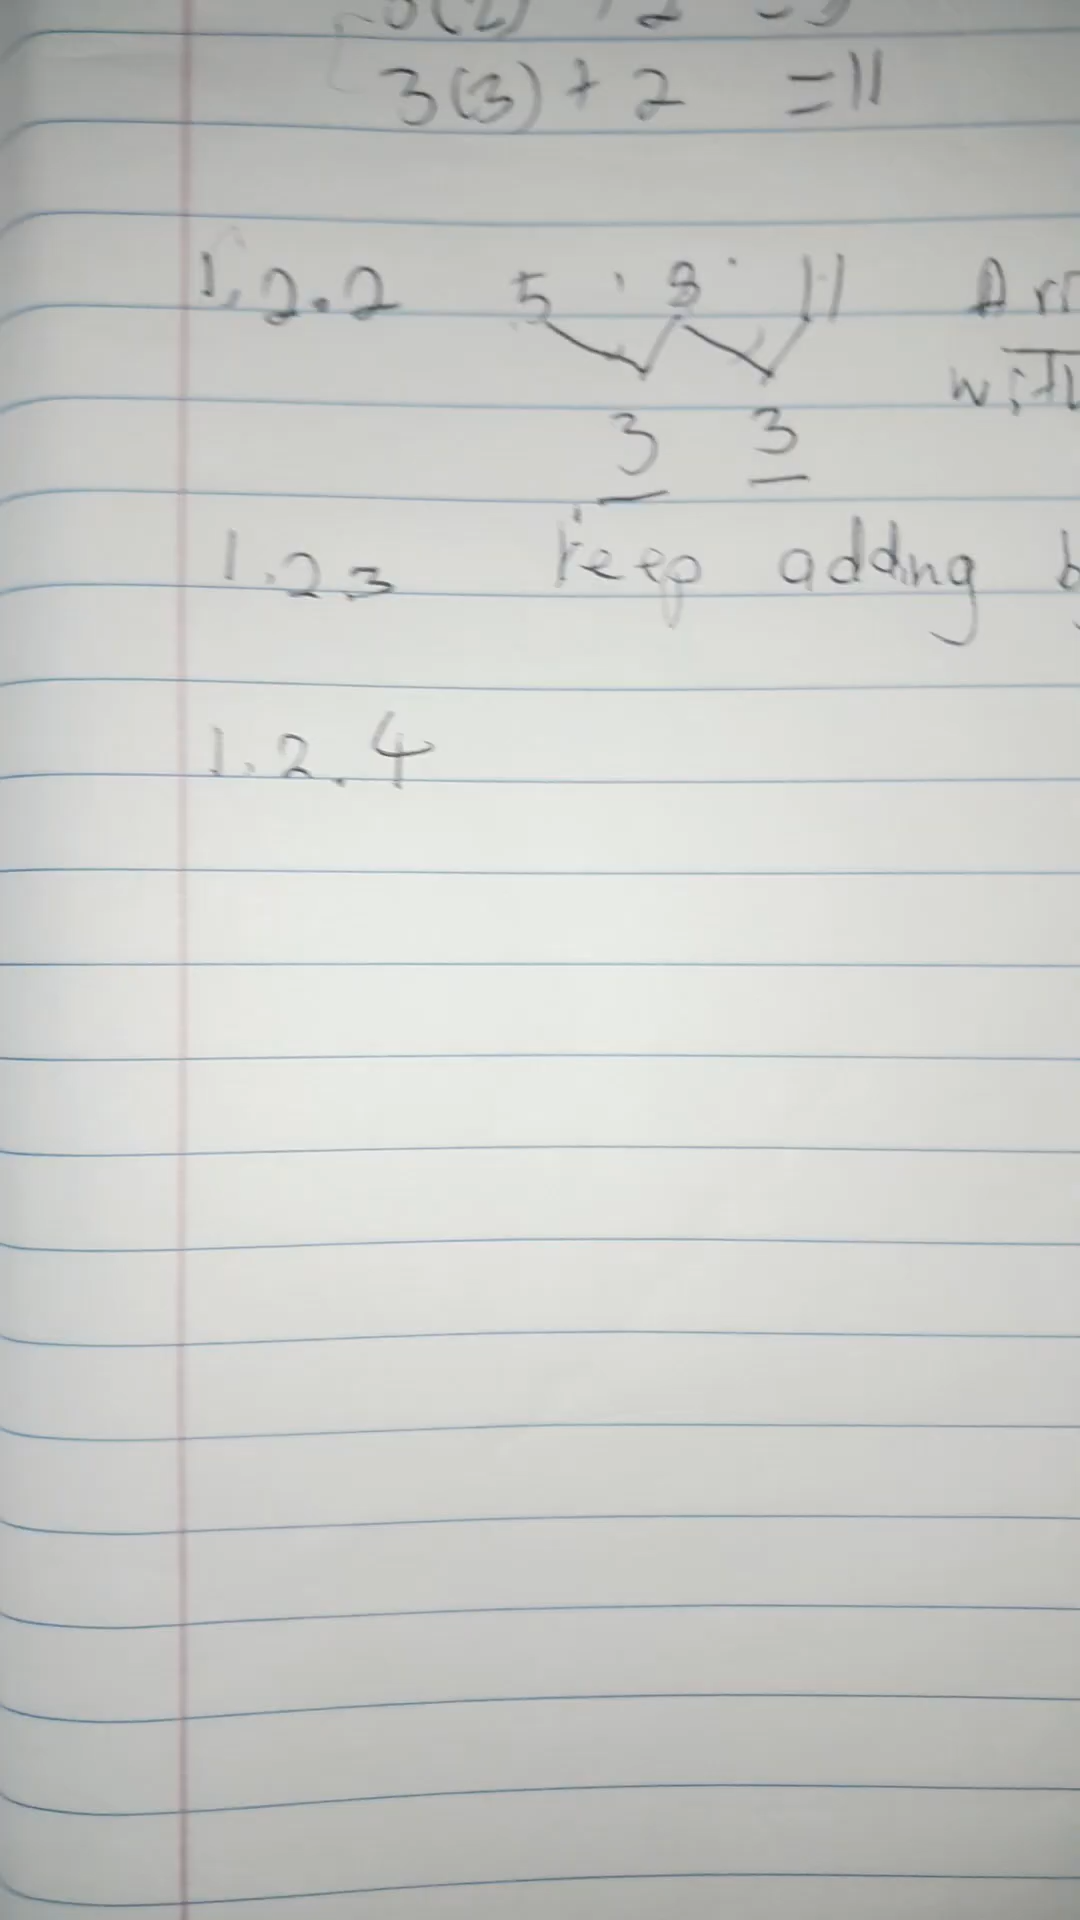 3(3) + 2 = 11
1.2.2 5 , 8 , 11
3 3
1.2.3 keep adding
1.2.4